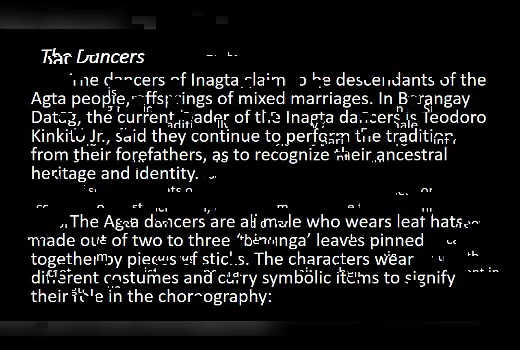 The Dancers
The dancers of Inagta claim to be descendants of the
Agta people, offsprings of mixed marriages. In Barangay
Datag, the current leader of the Inagta dancers is Teodoro
Kinkito Jr., said they continue to perform the tradition
from their forefathers, as to recognize their ancestral
heritage and identity.
The Agta dancers are all male who wears leaf hats
made out of two to three leaves pinned
together by pieces of sticks. The characters wear
different costumes and carry symbolic items to signify
their role in the choreography: